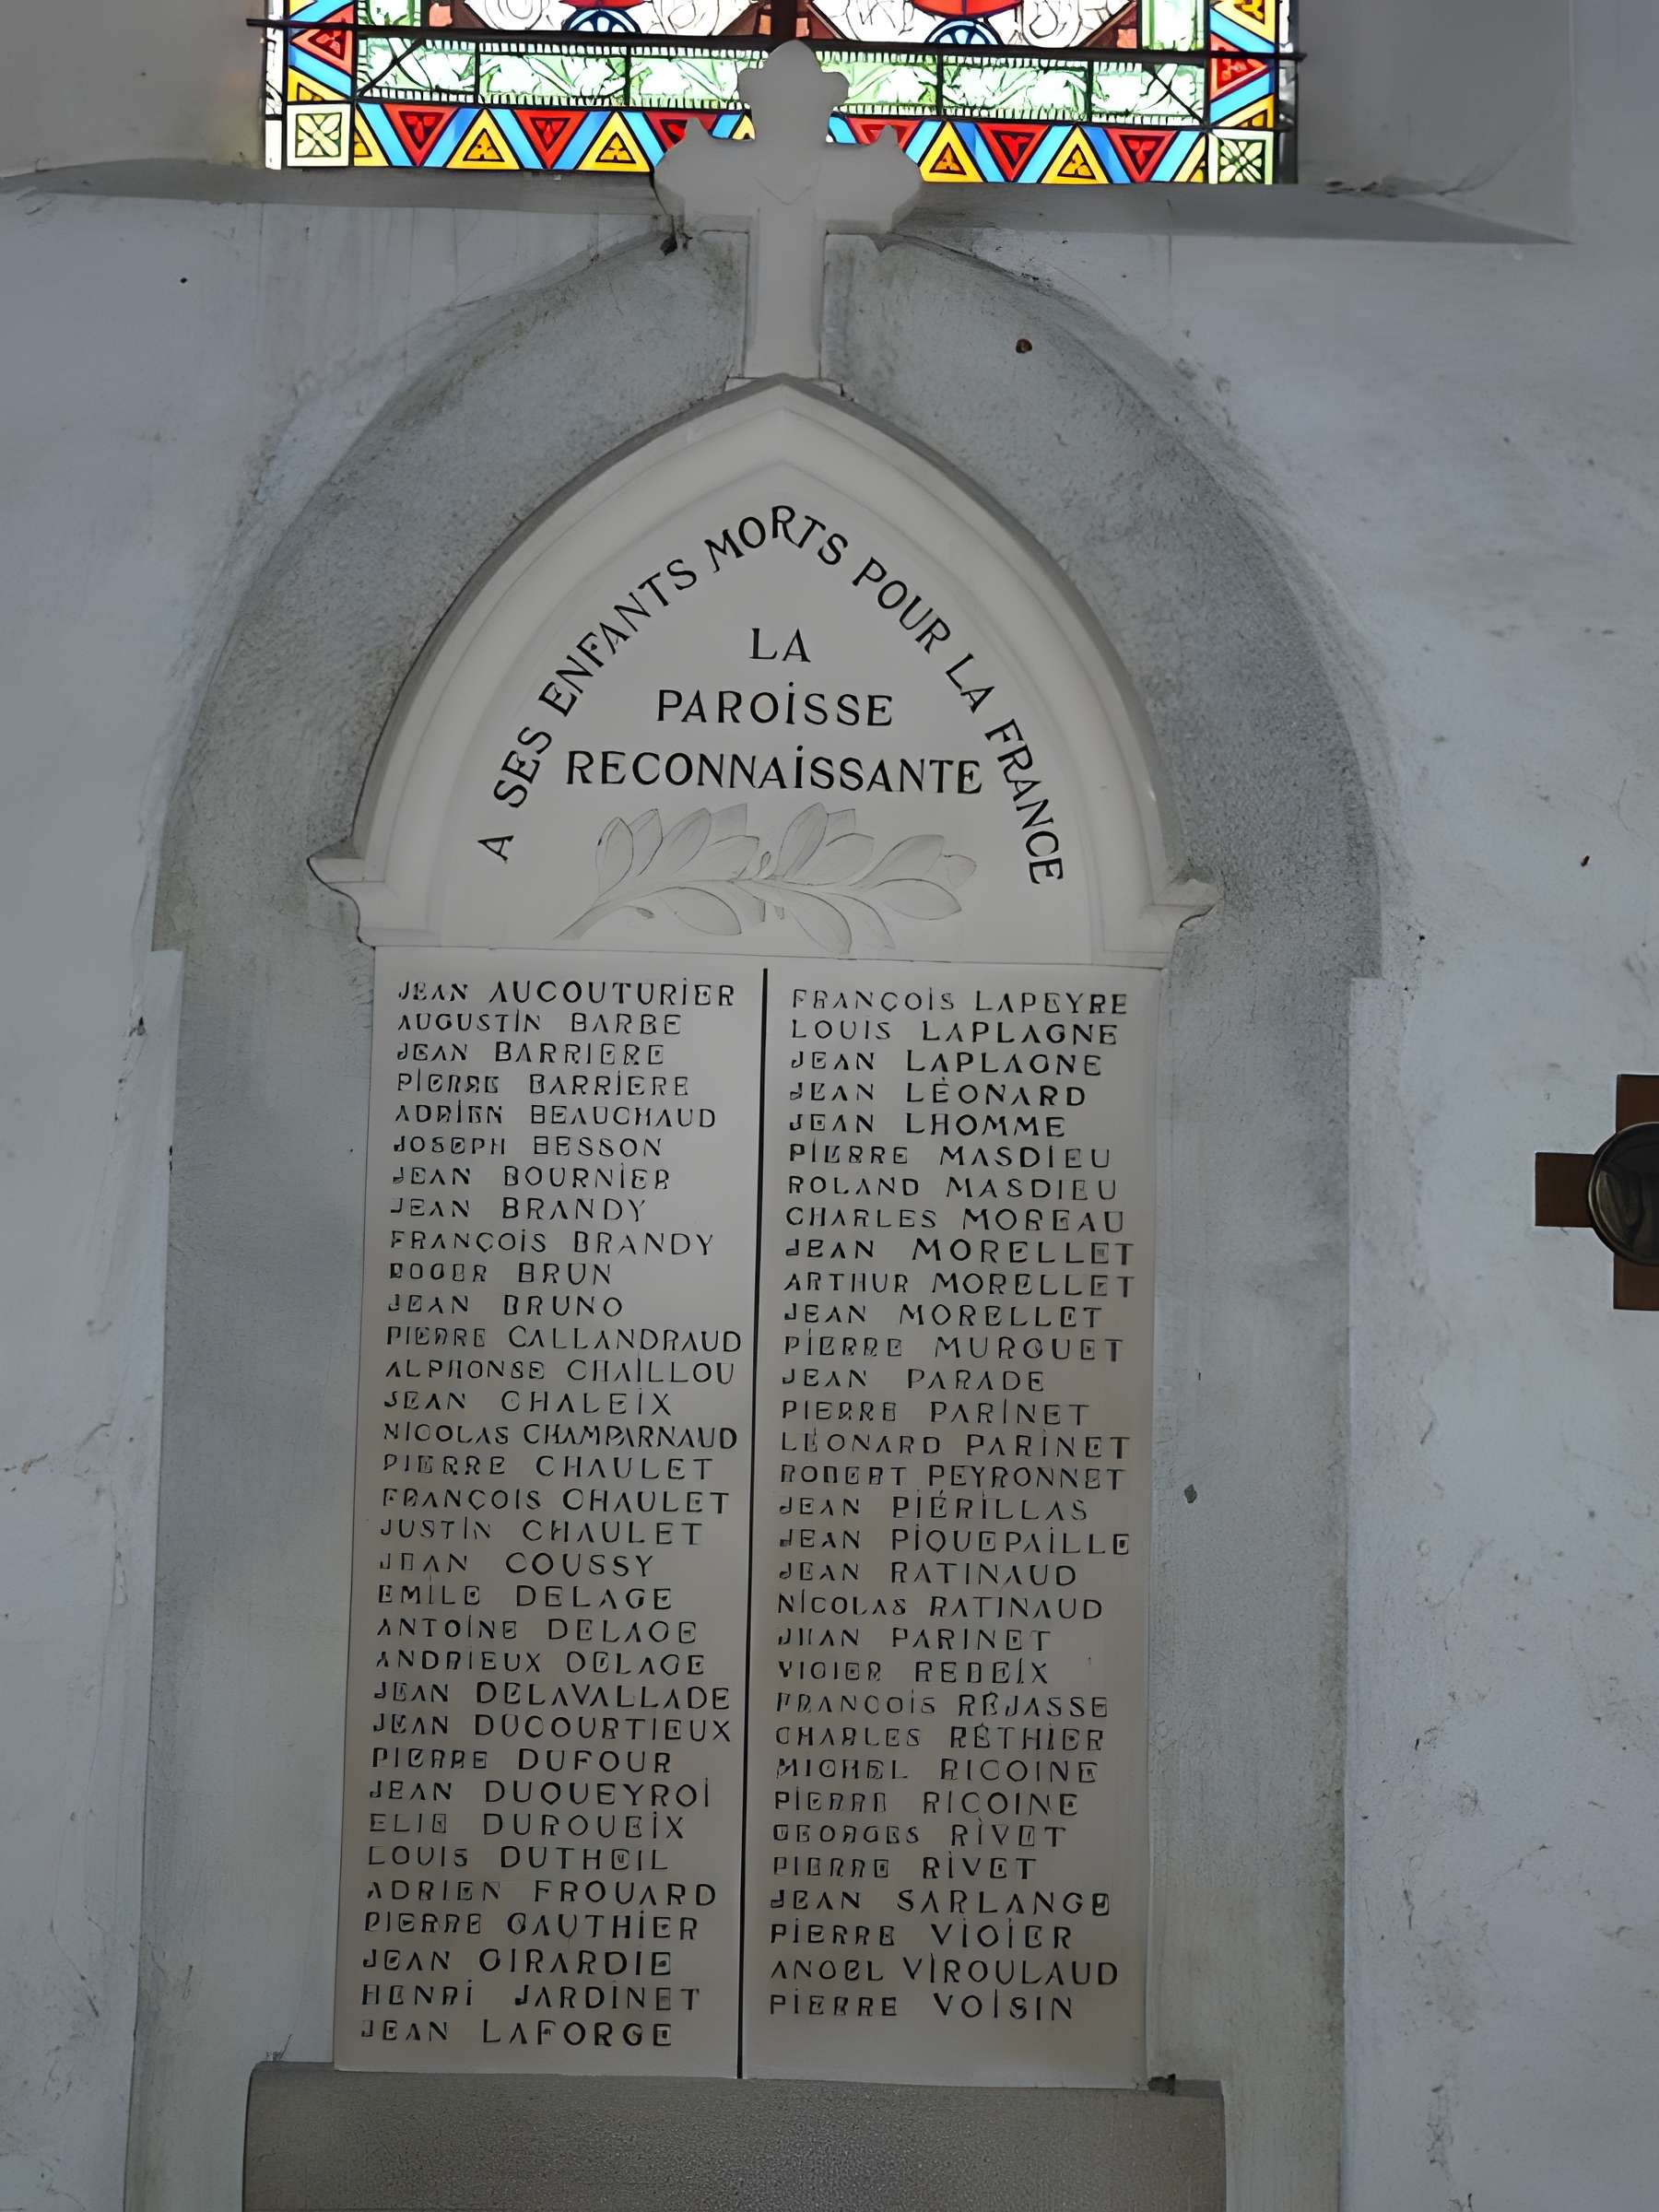 A SES ENFANTS MORTS POUR LA FRANCE
LA
PAROISSE
RECONNAISSANTE
JEAN AUCOUTURIER
AUGUSTIN BARBE
JEAN BARRIERE
PIERRE BARRIERE
ADRIEN BEAUCHAUD
JOSEPH BESSON
JEAN BOURNIER
JEAN BRANDY
FRANÇOIS BRANDY
ROGER BRUN
JEAN BRUNO
PIERRE CALLANDRAUD
ALPHONSE CHAILLOU
JEAN CHALEIX
NICOLAS CHAMPARNAUD
PIERRE CHAULET
FRANÇOIS CHAULET
JUSTIN CHAULET
JEAN COUSSY
EMILE DELAGE
ANTOINE DELAGE
ANDRIEUX DELAGE
JEAN DELAVALLADE
JEAN DUCOURTIEUX
PIERRE DUFOUR
JEAN DUQUEYROI
ELIE DUROUEIX
LOUIS DUTHEIL
ADRIEN FROUARD
PIERRE GAUTHIER
JEAN GIRARDIE
HENRI JARDINET
JEAN LAFORGE
FRANÇOIS LAPEYRE
LOUIS LAPLAGNE
JEAN LAPLAGNE
JEAN LÉONARD
JEAN LHOMME
PIERRE MASDIEU
ROLAND MASDIEU
CHARLES MOREAU
JEAN MORELLET
ARTHUR MORELLET
JEAN MORELLET
PIERRE MURGUET
JEAN PARADE
PIERRE PARINET
LÉONARD PARINET
ROBERT PEYRONNET
JEAN PIÉRILLAS
JEAN PIQUEPAILLE
JEAN RATINAUD
NICOLAS RATINAUD
JEAN PARINET
VIGIER REBEIX
FRANCOIS RÉJASSE
CHARLES RÉTHIER
MICHEL RICOINE
PIERRE RICOINE
GEORGES RIVET
PIERRE RIVET
JEAN SARLANGE
PIERRE VIGIER
ANGEL VIROULAUD
PIERRE VOISIN